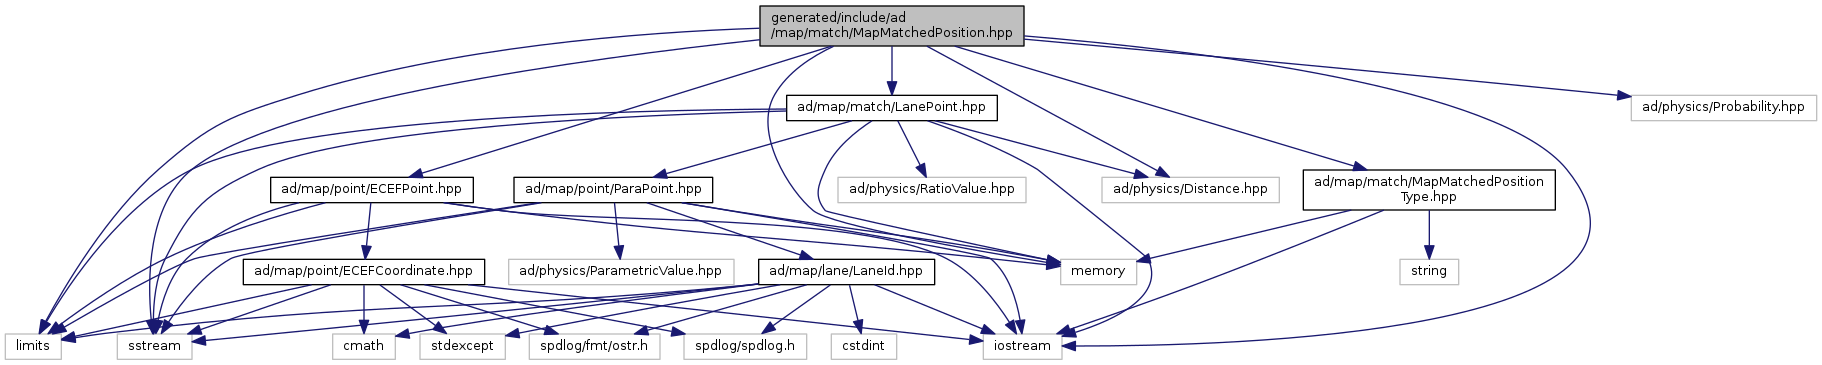 generated/include/ad
/map/match/MapMatchedPosition.hpp
ad/map/match/LanePoint.hpp
ad/physics/Probability.hpp
ad/map/point/ECEFPoint.hpp
ad/map/point/ParaPoint.hpp
ad/physics/RatioValue.hpp
ad/physics/Distance.hpp
ad/map/match/MapMatchedPosition
Type.hpp
ad/map/point/ECEFCoordinate.hpp
ad/physics/ParametricValue.hpp
ad/map/lane/LaneId.hpp
memory
string
limits
sstream
cmath
stdexcept
spdlog/fmt/ostr.h
spdlog/spdlog.h
cstdint
iostream